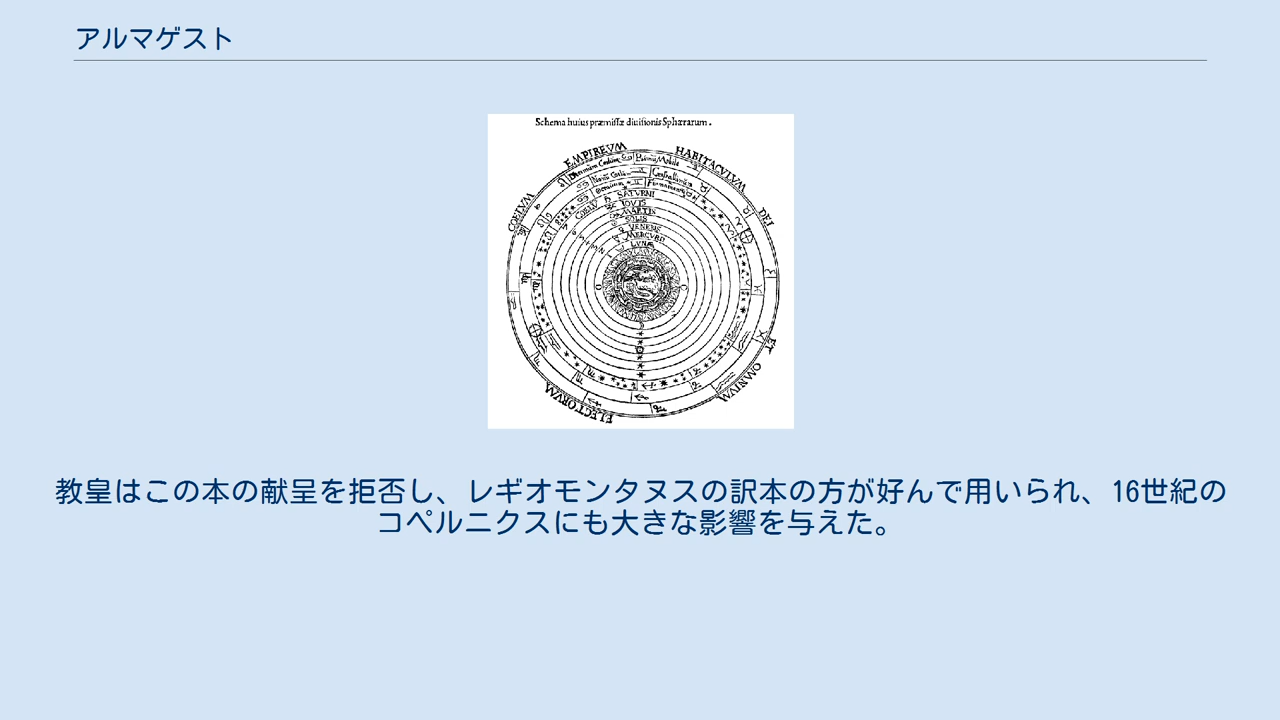 アルマゲスト
Schema huius præmissæ diuisionis Sphærarum.
EMPIREVM
HABITACVLVM
COELVM
DEI
SATVRNI
IOVIS
MARTIS
SOLIS
VENERIS
MERCVRII
LVNÆ
ET OMNIVM
ELECTORVM
教皇はこの本の献呈を拒否し、レギオモンタヌスの訳本の方が好んで用いられ、16世紀の
コペルニクスにも大きな影響を与えた。